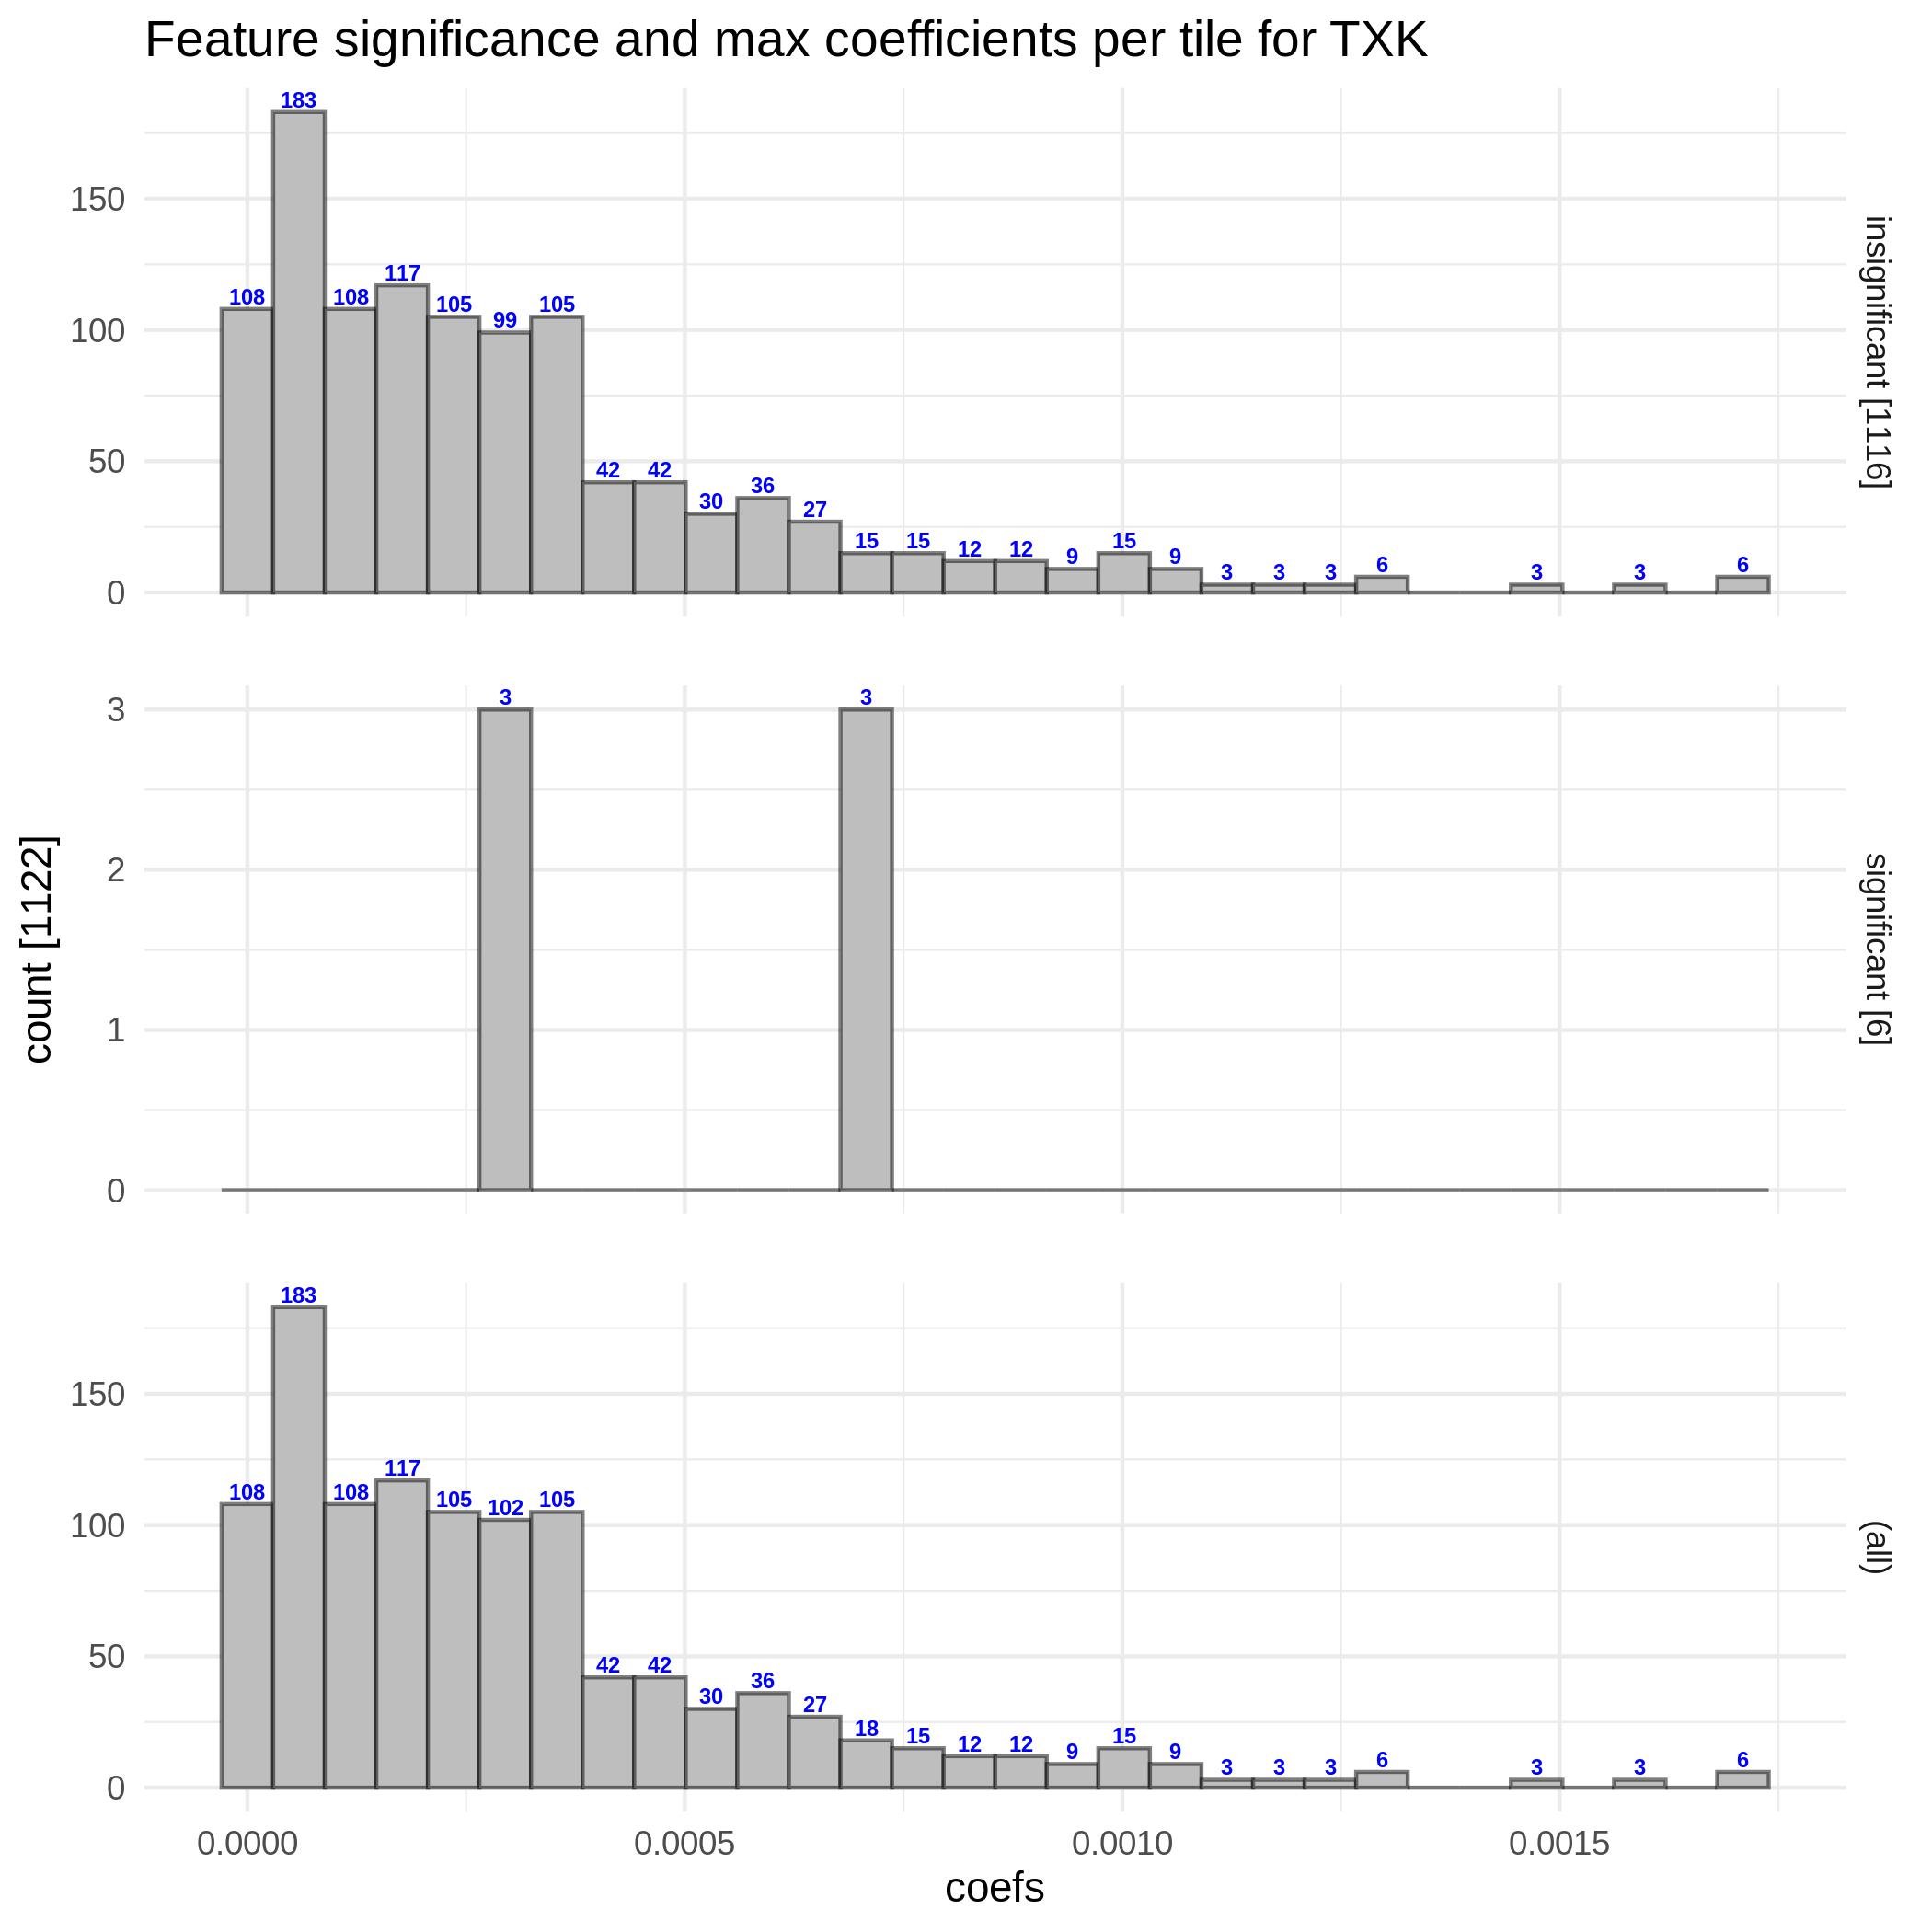 Feature significance and max coefficients per tile for TXK
183
150
117
108 108 105 99 105
100
50
42 42 30 36 27 15 15 12 12 9 15 9 3 3 3 6 3 3 6
0
insignificant [1116]
3 3
3
2
1
0
significant [6]
count [1122]
183
150
117
108 108 105 102 105
100
50
42 42 30 36 27 18 15 12 12 9 15 9 3 3 3 6 3 3 6
0
(all)
0.0000 0.0005 0.0010 0.0015
coefs